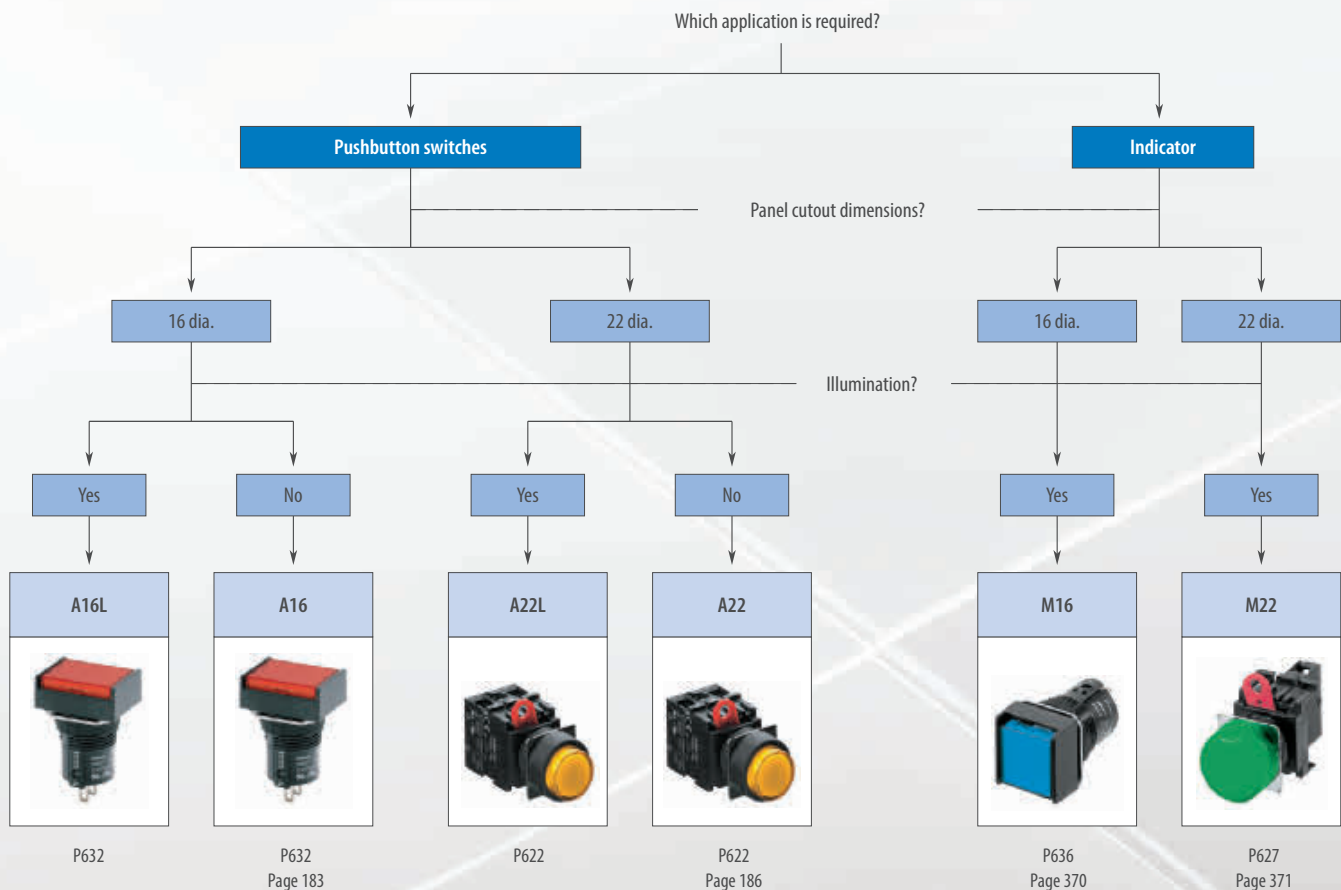 Which application is required?
Pushbutton switches
Indicator
Panel cutout dimensions?
16 dia.
22 dia.
16 dia.
22 dia.
Illumination?
Yes
No
Yes
No
Yes
Yes
A16L
A16
A22L
A22
M16
M22
P632
P632
P622
P622
P636
P627
Page 183
Page 186
Page 370
Page 371